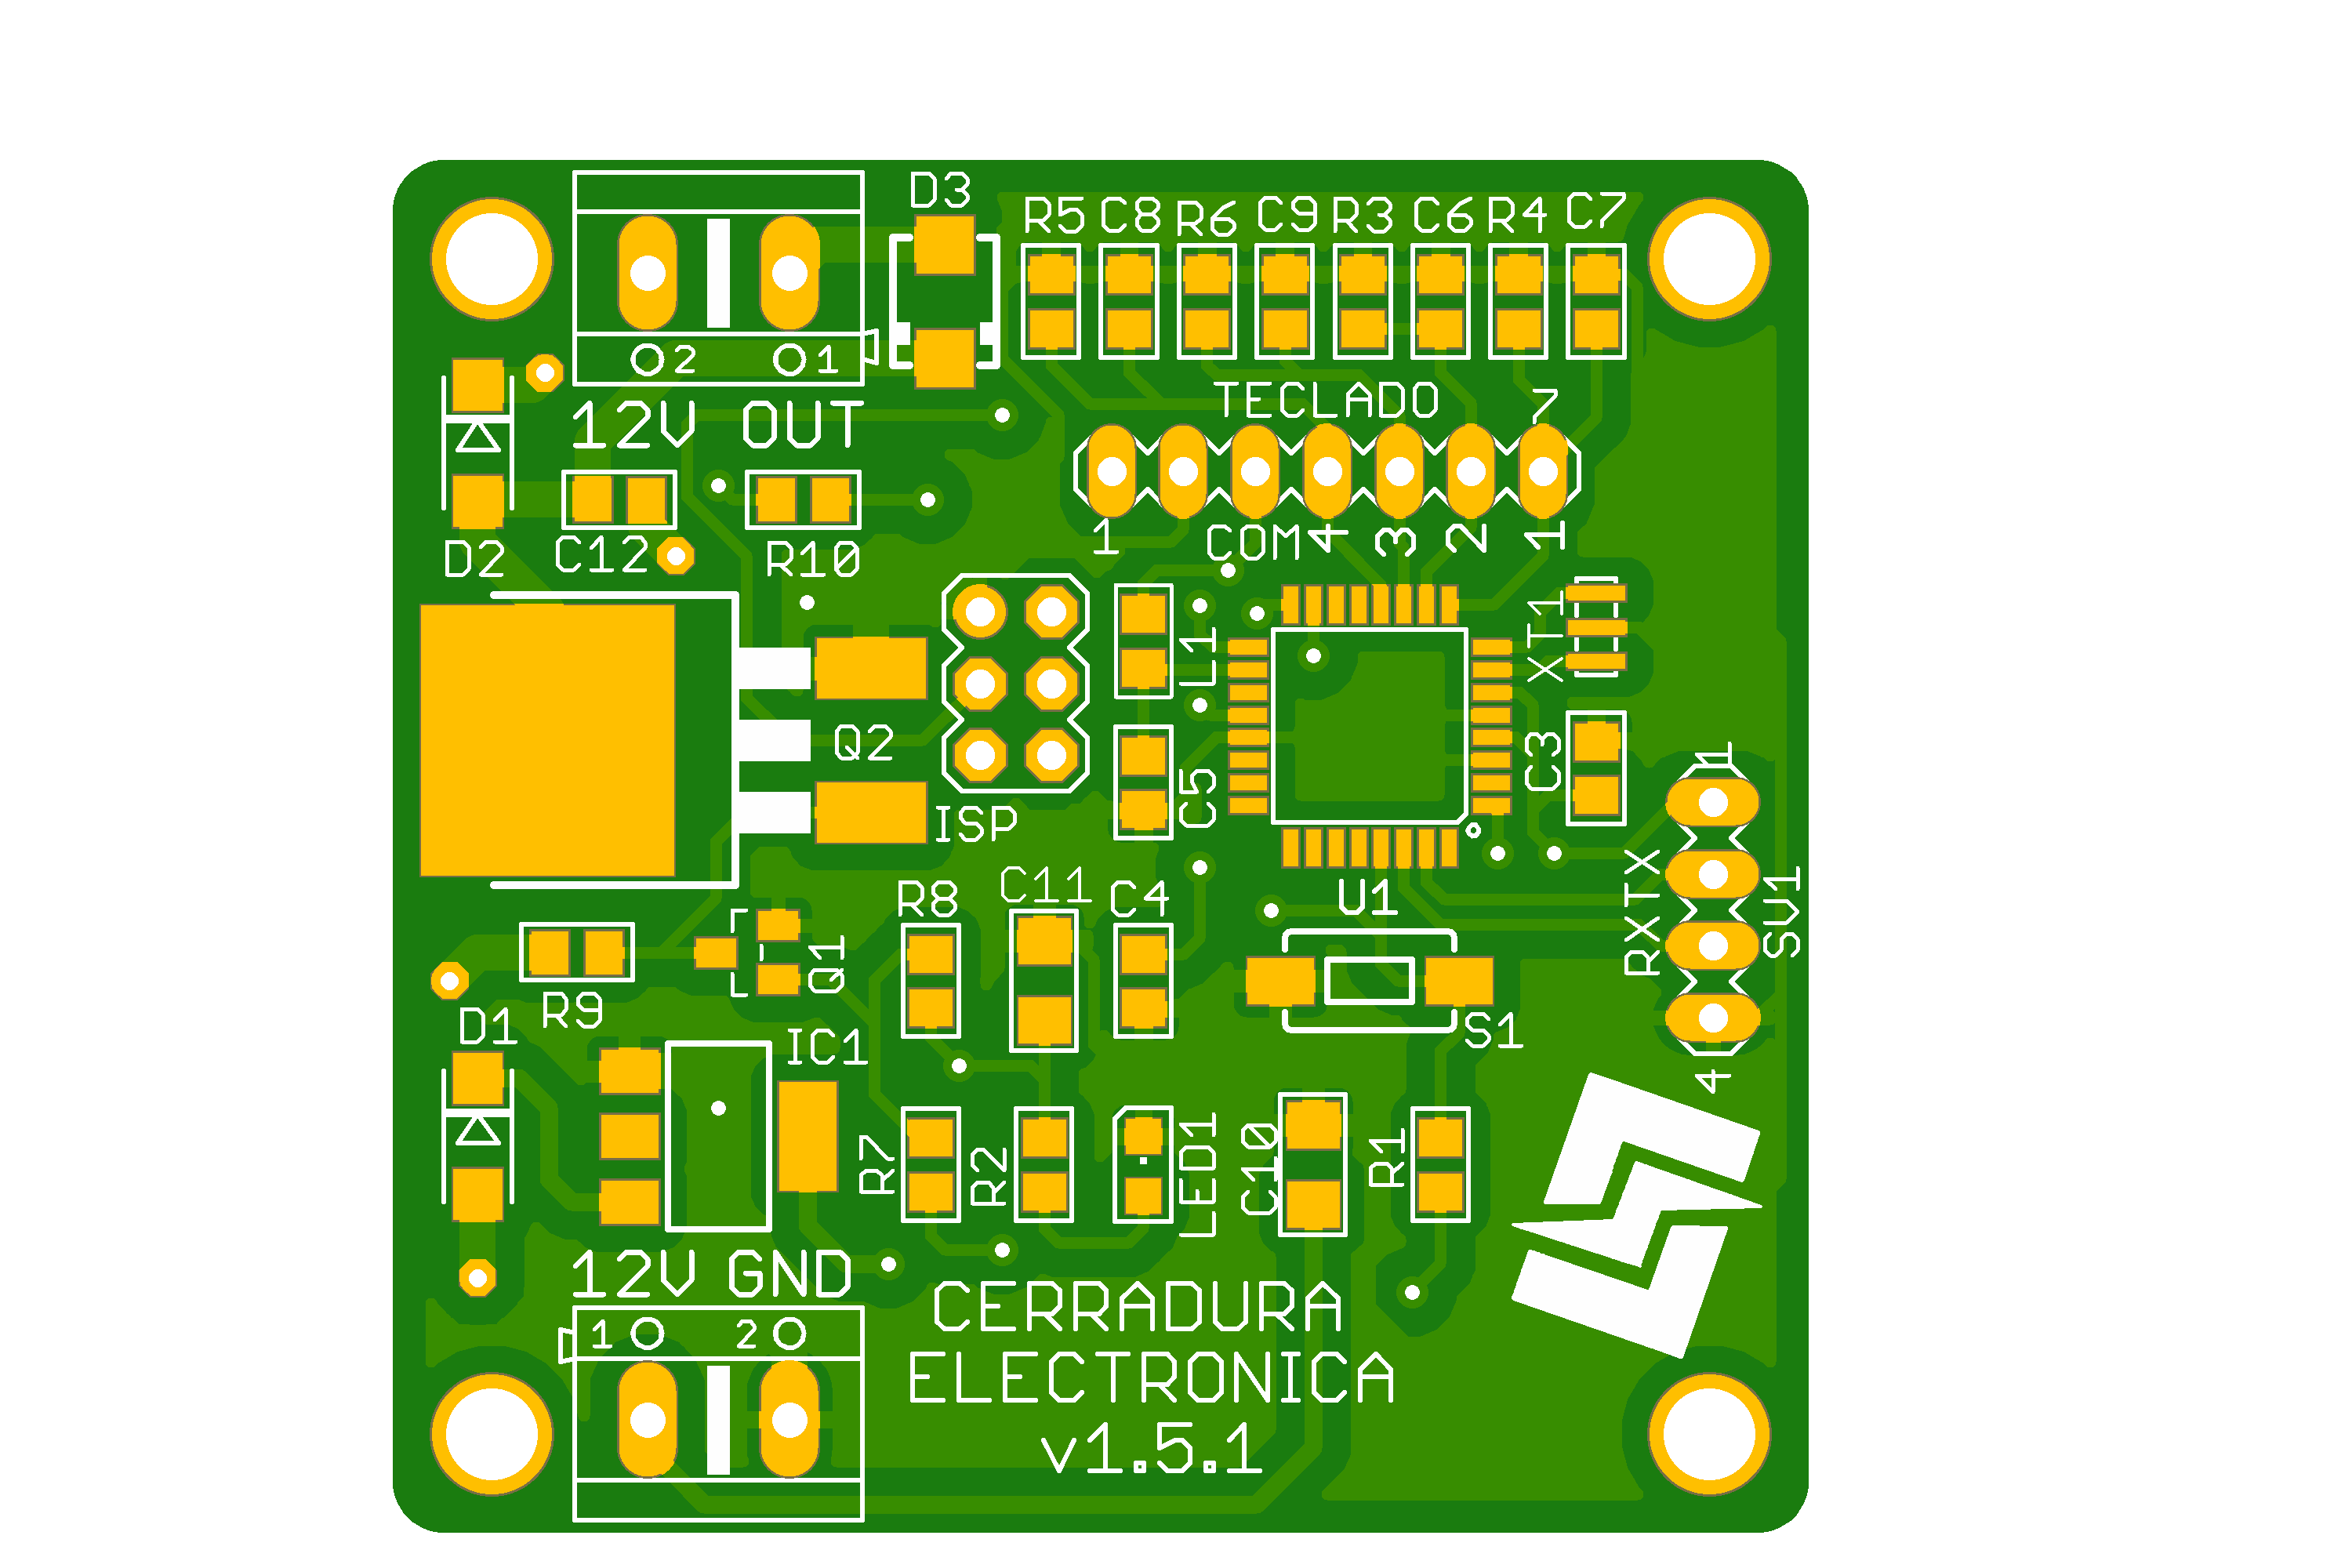 D3
R5 C8 R6 C9 R3 C6 R4 C7
2 1
TECLADO 7
12V OUT
1 COM 4 3 2 1
D2 C12 R10
XT1
L1
Q2
C3
1
C5
ISP
R8 C11 C4
U1
RXTX
SV1
Q1
R9
D1
IC1
S1
4
R7
R2
LED1
C10
R1
12V GND
1 2
CERRADURA
ELECTRONICA
v1.5.1